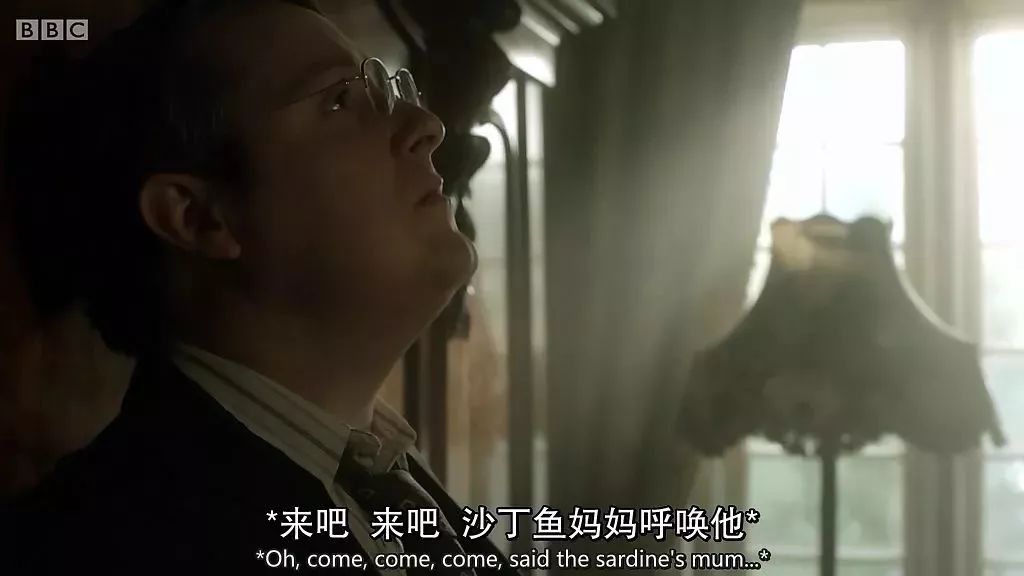 BBC
*来吧 来吧 沙丁鱼妈妈呼唤他*
*Oh, come, come, come, said the sardine's mum...*